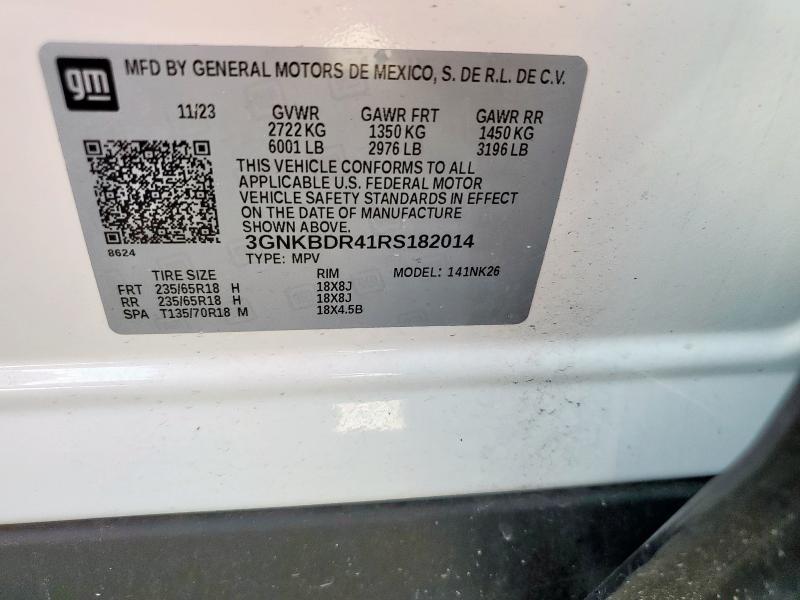 gm
MFD BY GENERAL MOTORS DE MEXICO, S. DE R.L. DE C.V.
11/23 GVWR GAWR FRT GAWR RR
2722 KG 1350 KG 1450 KG
6001 LB 2976 LB 3196 LB
THIS VEHICLE CONFORMS TO ALL
APPLICABLE U.S. FEDERAL MOTOR
VEHICLE SAFETY STANDARDS IN EFFECT
ON THE DATE OF MANUFACTURE
SHOWN ABOVE.
8624
3GNKBDR41RS182014
TYPE: MPV MODEL: 141NK26
TIRE SIZE RIM
FRT 235/65R18 H 18X8J
RR 235/65R18 H 18X8J
SPA T135/70R18 M 18X4.5B